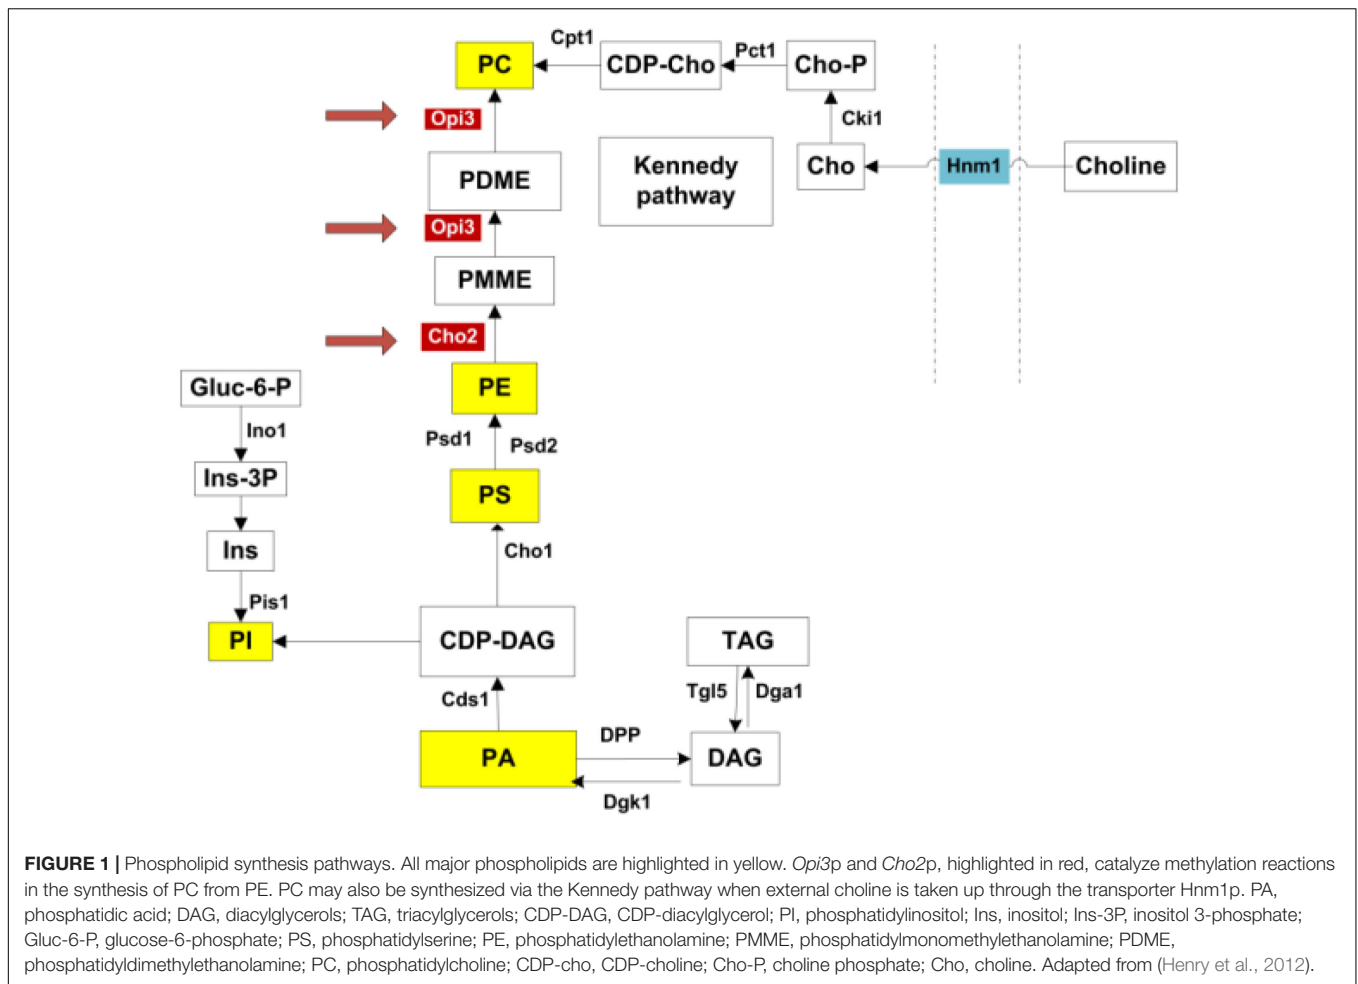 Cpt1
Pct1
PC
CDP-Cho
Cho-P
Opi3
Cki1
Kennedy
pathway
Cho
Hnm1
Choline
PDME
Opi3
PMME
Cho2
PE
Gluc-6-P
Ino1
Psd1
Psd2
Ins-3P
PS
Ins
Cho1
Pis1
PI
CDP-DAG
TAG
Cds1
Tgl5
Dga1
PA
DPP
DAG
Dgk1
FIGURE 1 | Phospholipid synthesis pathways. All major phospholipids are highlighted in yellow. Opi3p and Cho2p, highlighted in red, catalyze methylation reactions
in the synthesis of PC from PE. PC may also be synthesized via the Kennedy pathway when external choline is taken up through the transporter Hnm1p. PA,
phosphatidic acid; DAG, diacylglycerols; TAG, triacylglycerols; CDP-DAG, CDP-diacylglycerol; PI, phosphatidylinositol; Ins, inositol; Ins-3P, inositol 3-phosphate;
Gluc-6-P, glucose-6-phosphate; PS, phosphatidylserine; PE, phosphatidylethanolamine; PMME, phosphatidylmonomethylethanolamine; PDME,
phosphatidyldimethylethanolamine; PC, phosphatidylcholine; CDP-cho, CDP-choline; Cho-P, choline phosphate; Cho, choline. Adapted from (Henry et al., 2012).